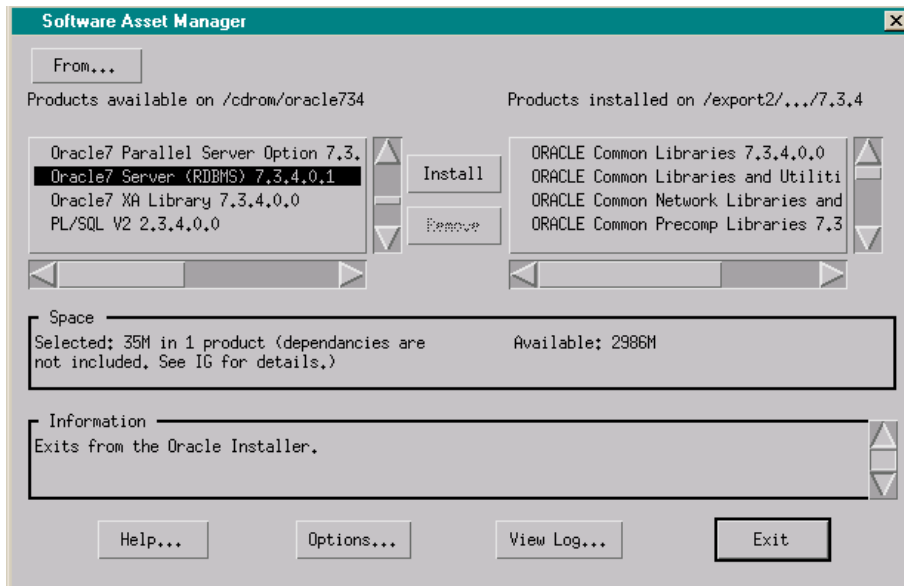 Software Asset Manager
From...
Products available on /cdrom/oracle734
Products installed on /export2/.../7.3.4
Oracle7 Parallel Server Option 7.3.
Oracle7 Server (RDBMS) 7.3.4.0.1
Oracle7 XA Library 7.3.4.0.0
PL/SQL V2 2.3.4.0.0
Install
Remove
ORACLE Common Libraries 7.3.4.0.0
ORACLE Common Libraries and Utiliti
ORACLE Common Network Libraries and
ORACLE Common Precomp Libraries 7.3
Space
Selected: 35M in 1 product (dependancies are
not included. See IG for details.)
Available: 2986M
Information
Exits from the Oracle Installer.
Help...
Options...
View Log...
Exit